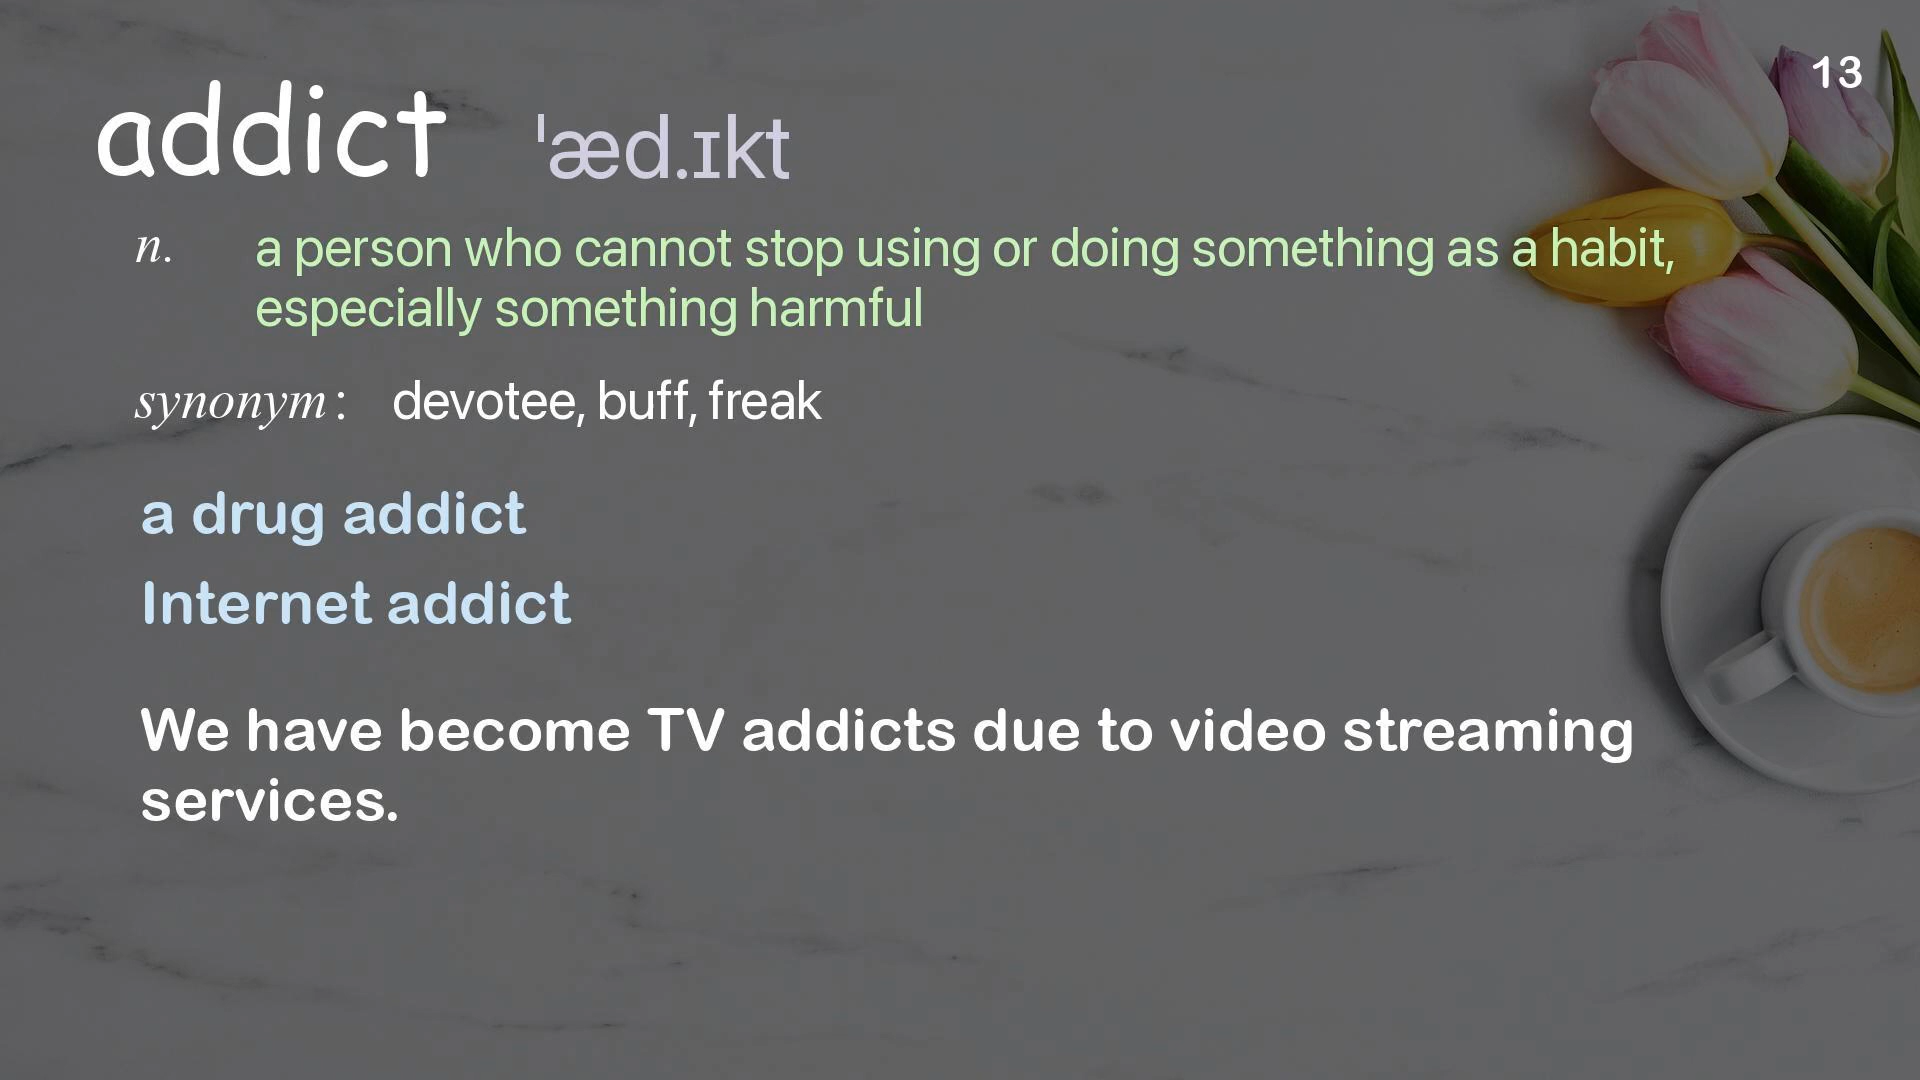 13
addict ˈæd.ɪkt
n. a person who cannot stop using or doing something as a habit,
especially something harmful
synonym: devotee, buff, freak
a drug addict
Internet addict
We have become TV addicts due to video streaming
services.